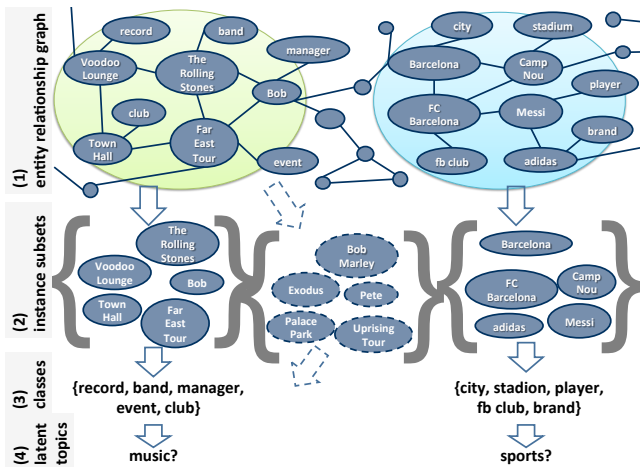 (1)
entity relationship graph
record
band
manager
Voodoo
Lounge
The
Rolling
Stones
Bob
club
Town
Hall
Far
East
Tour
event
city
stadium
Barcelona
Camp
Nou
player
FC
Barcelona
Messi
brand
fb club
adidas
(2)
instance subsets
The
Rolling
Stones
Voodoo
Lounge
Bob
Town
Hall
Far
East
Tour
Bob
Marley
Exodus
Pete
Palace
Park
Uprising
Tour
Barcelona
FC
Barcelona
Camp
Nou
adidas
Messi
(3)
classes
{record, band, manager,
event, club}
{city, stadion, player,
fb club, brand}
(4)
latent
topics
music?
sports?